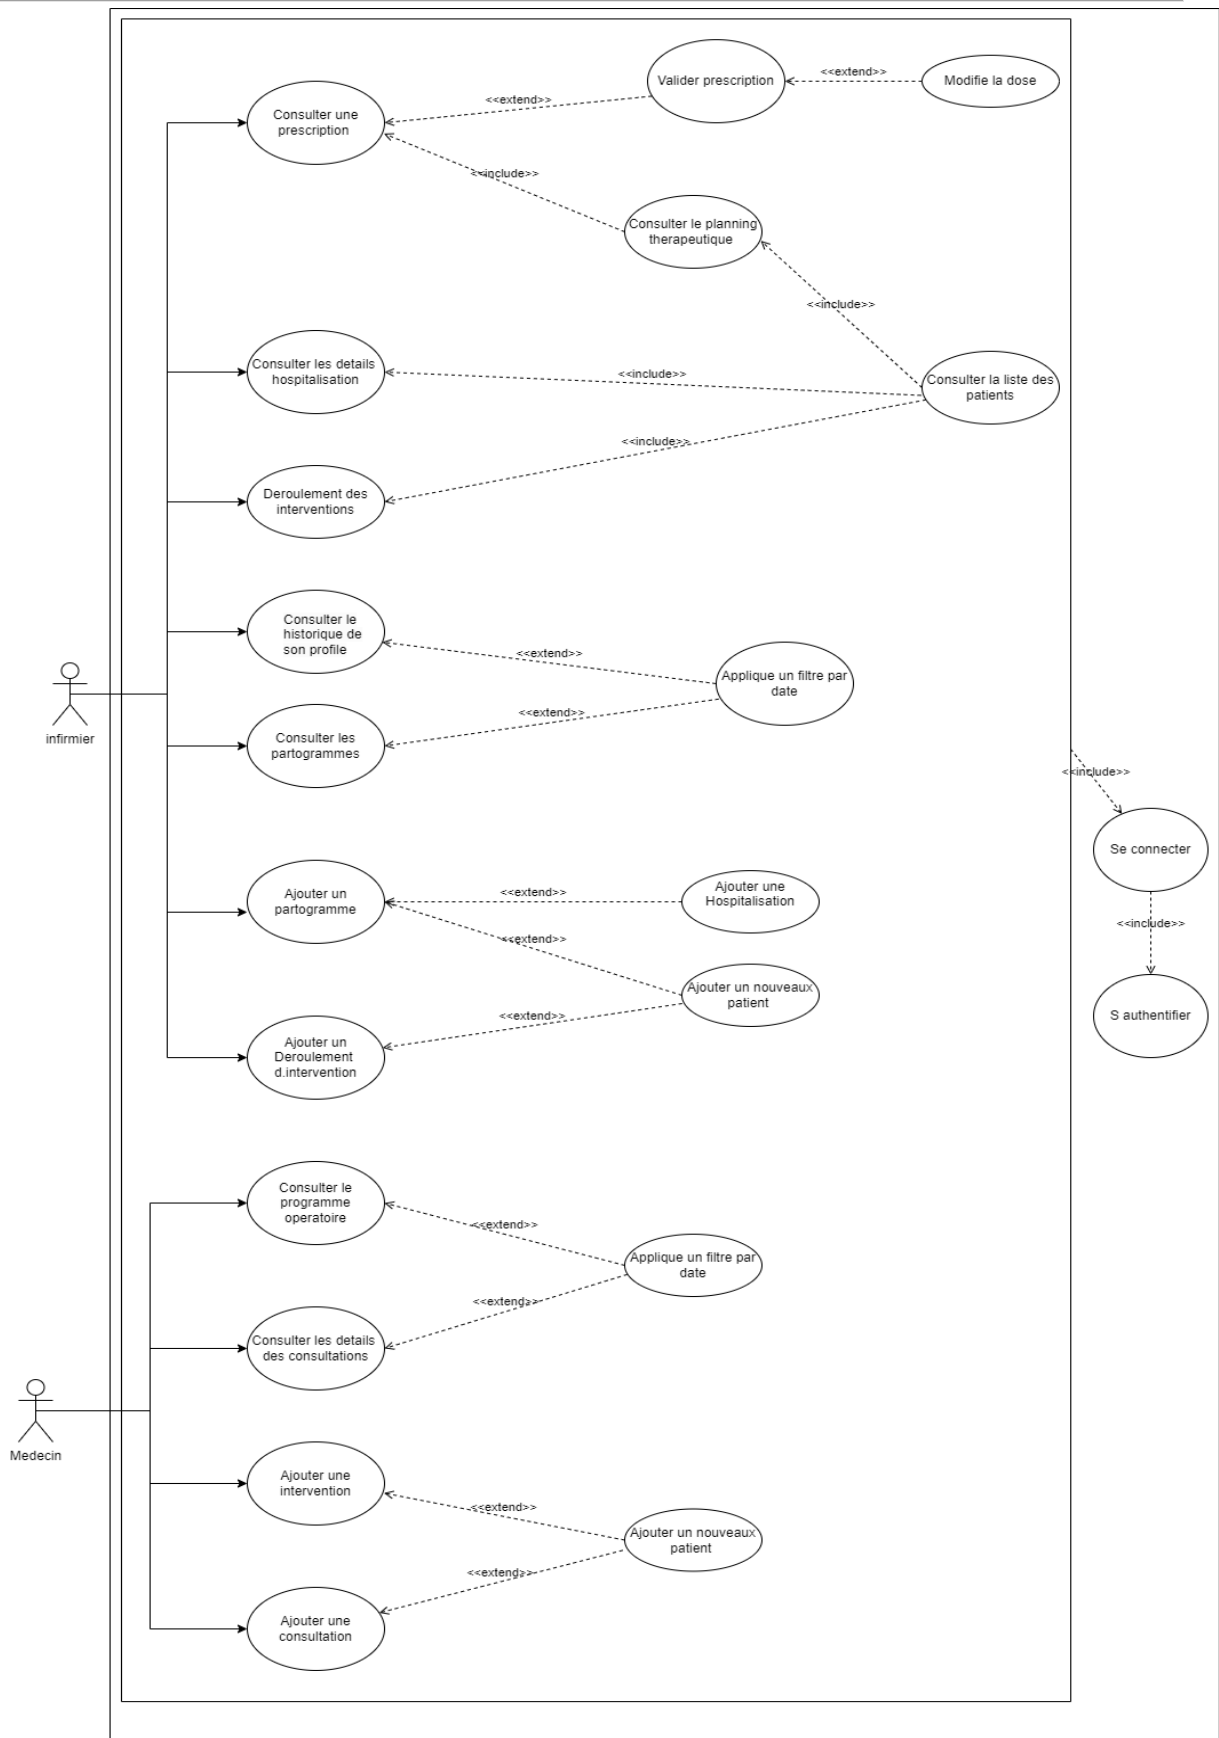 Valider prescription
<<extend>>
Modifie la dose
<<extend>>
Consulter une
prescription
<<include>>
Consulter le planning
therapeutique
<<include>>
Consulter les details
hospitalisation
<<include>>
Consulter la liste des
patients
<<include>>
Deroulement des
interventions
Consulter le
historique de
son profile
<<extend>>
Applique un filtre par
date
<<extend>>
infirmier
Consulter les
partogrammes
<<include>>
Se connecter
Ajouter un
partogramme
<<extend>>
Ajouter une
Hospitalisation
<<include>>
<<extend>>
Ajouter un nouveaux
patient
<<extend>>
S authentifier
Ajouter un
Deroulement
d.intervention
Consulter le
programme
operatoire
<<extend>>
Applique un filtre par
date
<<extend>>
Consulter les details
des consultations
Medecin
Ajouter une
intervention
<<extend>>
Ajouter un nouveaux
patient
<<extend>>
Ajouter une
consultation